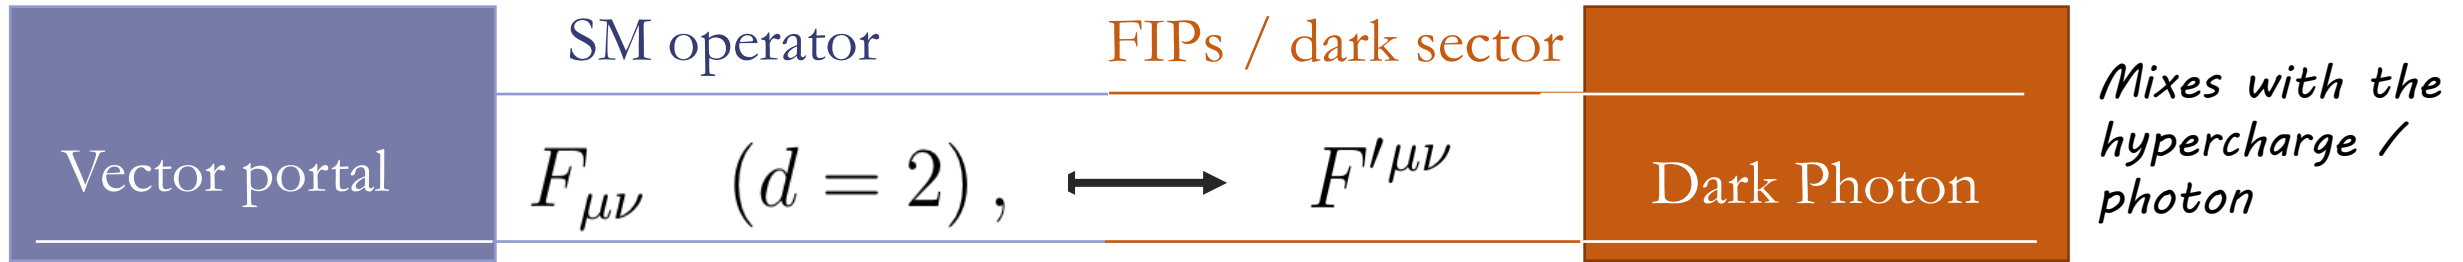 SM operator FIPs / dark sector
Vector portal F_{μν} (d = 2) , ⟷ F'^{μν} Dark Photon
Mixes with the
hypercharge /
photon